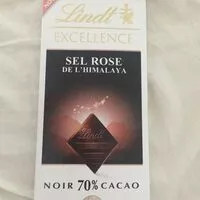 Lindt
EXCELLENCE
SEL ROSE
DE L'HIMALAYA
Lindt
NOIR 70% CACAO